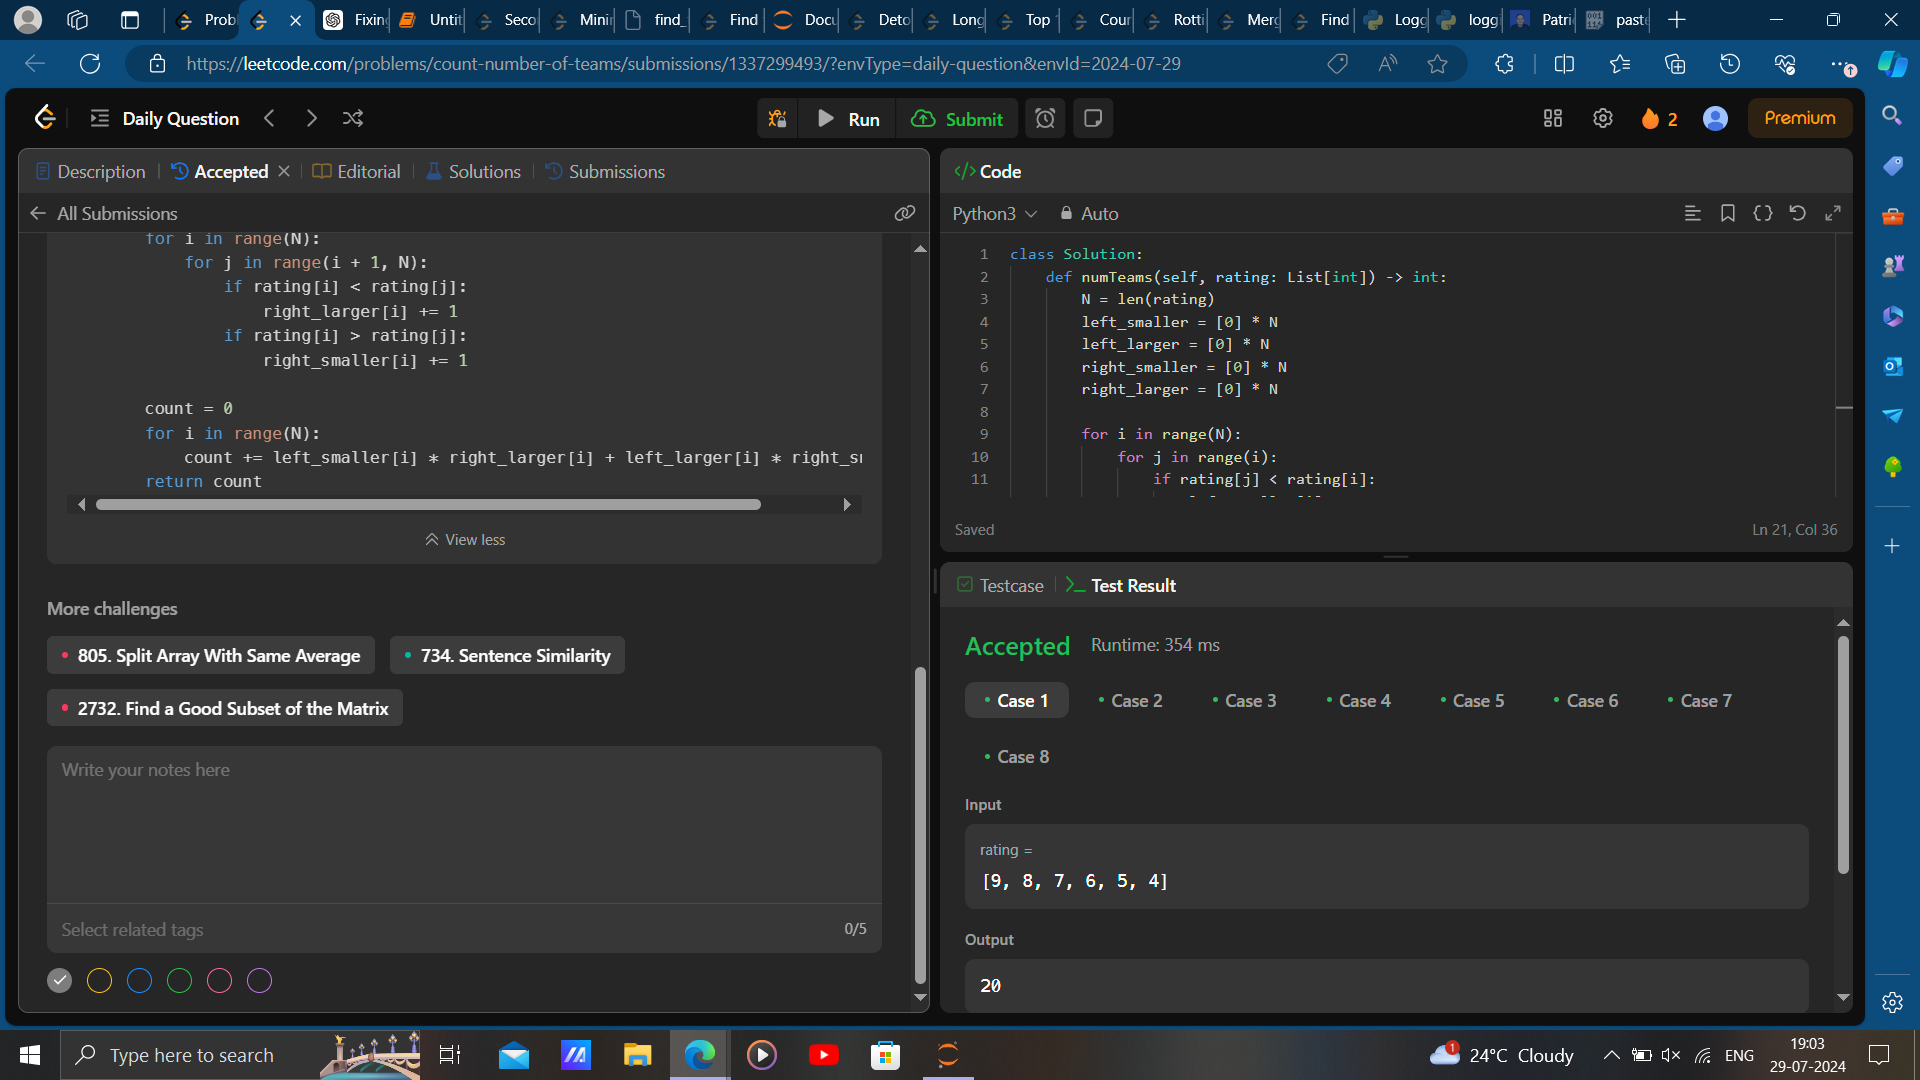 Prob
Fixing
Untit
Seco
Minim
find_
Find
Docu
Deto
Long
Top
Cour
Rotti
Merg
Find
Logg
loggi
Patri
paste
https://leetcode.com/problems/count-number-of-teams/submissions/1337299493/?envType=daily-question&envId=2024-07-29
Daily Question
Run
Submit
2
Premium
Description
Accepted
Editorial
Solutions
Submissions
All Submissions
for i in range(N):
for j in range(i + 1, N):
if rating[i] < rating[j]:
right_larger[i] += 1
if rating[i] > rating[j]:
right_smaller[i] += 1
count = 0
for i in range(N):
count += left_smaller[i] * right_larger[i] + left_larger[i] * right_s
return count
View less
More challenges
805. Split Array With Same Average
734. Sentence Similarity
2732. Find a Good Subset of the Matrix
Write your notes here
Select related tags
0/5
</> Code
Python3
Auto
1 class Solution:
2 def numTeams(self, rating: List[int]) -> int:
3 N = len(rating)
4 left_smaller = [0] * N
5 left_larger = [0] * N
6 right_smaller = [0] * N
7 right_larger = [0] * N
8
9 for i in range(N):
10 for j in range(i):
11 if rating[j] < rating[i]:
Saved
Ln 21, Col 36
Testcase
Test Result
Accepted Runtime: 354 ms
Case 1
Case 2
Case 3
Case 4
Case 5
Case 6
Case 7
Case 8
Input
rating =
[9, 8, 7, 6, 5, 4]
Output
20
Type here to search
1
24°C Cloudy
ENG
19:03
29-07-2024